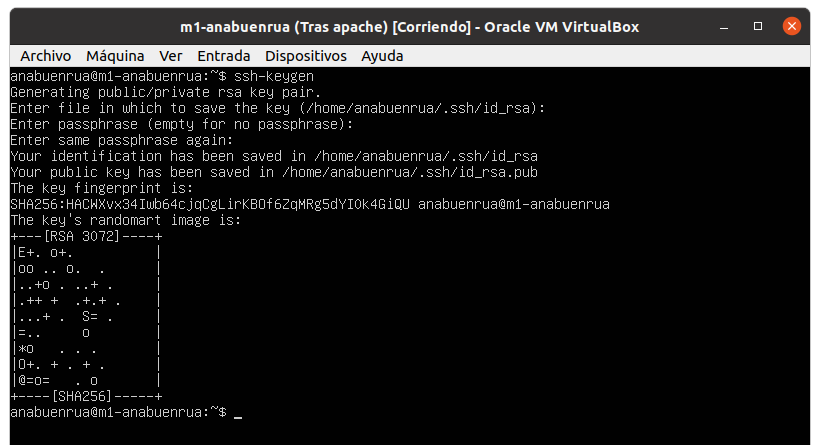 m1-anabuenrua (Tras apache) [Corriendo] - Oracle VM VirtualBox
Archivo Máquina Ver Entrada Dispositivos Ayuda
anabuenrua@m1-anabuenrua:~$ ssh-keygen
Generating public/private rsa key pair.
Enter file in which to save the key (/home/anabuenrua/.ssh/id_rsa):
Enter passphrase (empty for no passphrase):
Enter same passphrase again:
Your identification has been saved in /home/anabuenrua/.ssh/id_rsa
Your public key has been saved in /home/anabuenrua/.ssh/id_rsa.pub
The key fingerprint is:
SHA256:HACWXvx34Iwb64cjqCgLirKBOf6ZqMRg5dYI0k4GiQU anabuenrua@m1-anabuenrua
The key's randomart image is:
+---[RSA 3072]----+
|E+. o+.          |
|oo .. o.  .      |
|..+o . ..+ .     |
|.++ +  .+.+ .    |
|...+ .  S= .     |
|=..     o        |
|*o   . . .       |
|O+. + . + .      |
|@=o=   . o       |
+----[SHA256]-----+
anabuenrua@m1-anabuenrua:~$ _